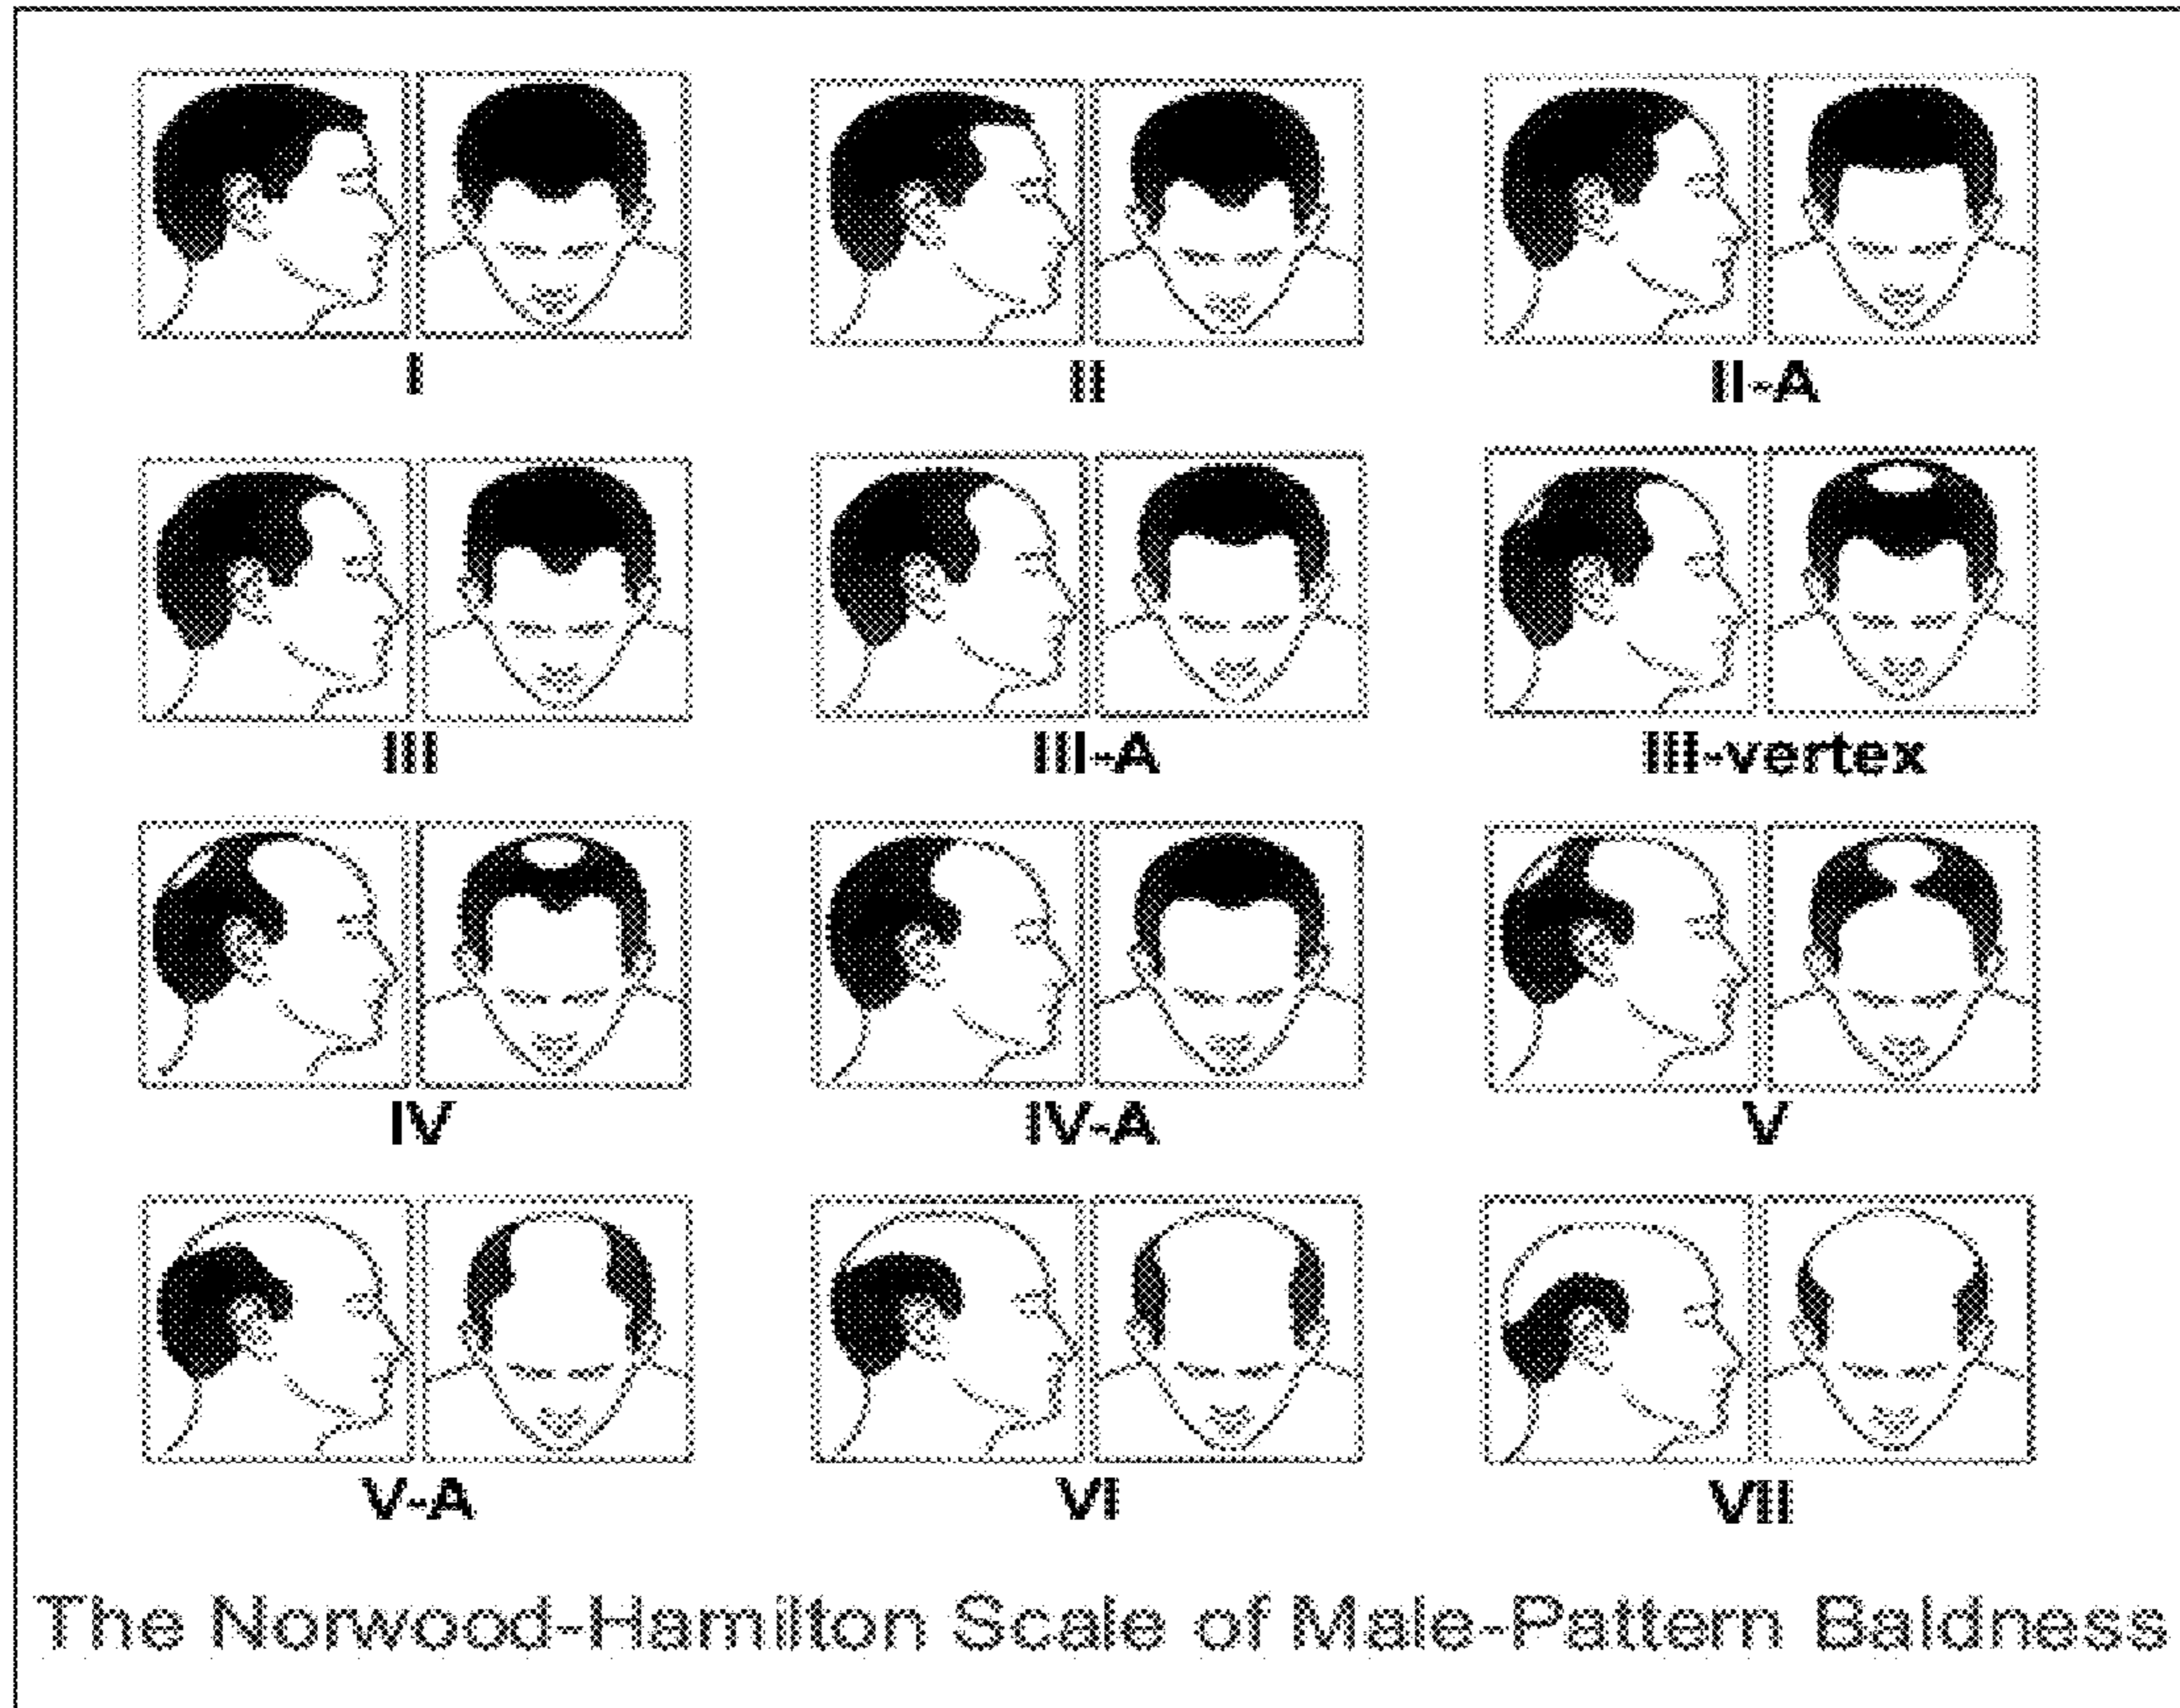 I
II
II-A
III
III-A
III-vertex
IV
IV-A
V
V-A
VI
VII
The Norwood-Hamilton Scale of Male-Pattern Baldness